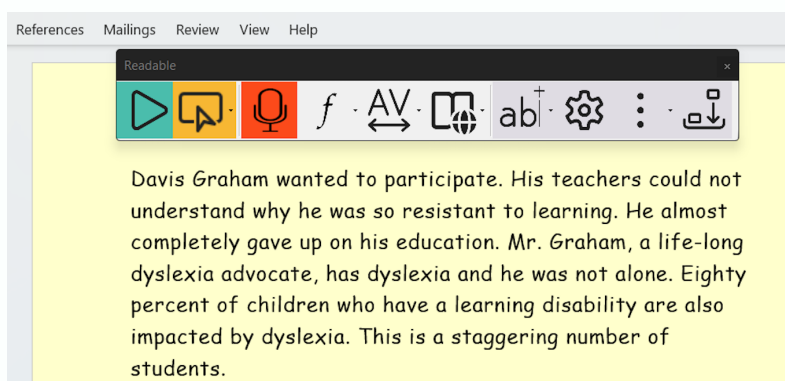 References Mailings Review View Help
Readable
f AV ab
Davis Graham wanted to participate. His teachers could not
understand why he was so resistant to learning. He almost
completely gave up on his education. Mr. Graham, a life-long
dyslexia advocate, has dyslexia and he was not alone. Eighty
percent of children who have a learning disability are also
impacted by dyslexia. This is a staggering number of
students.